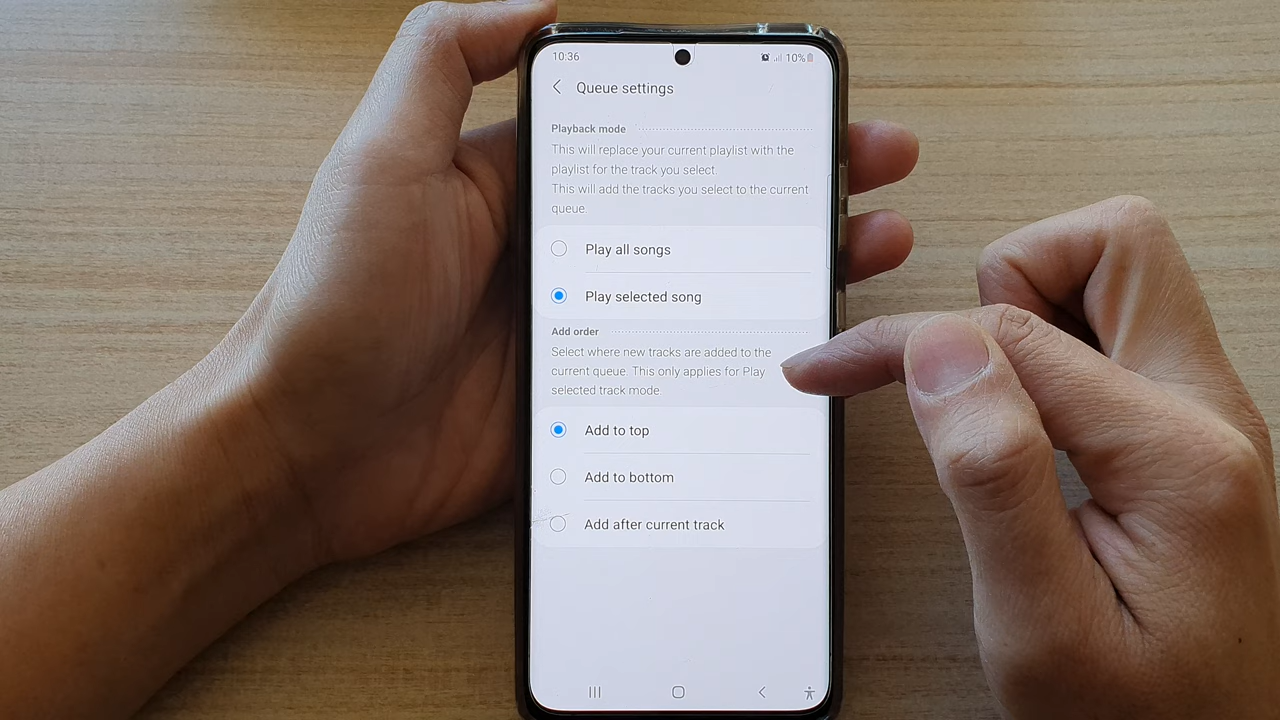 10:36
10%
Queue settings
Playback mode
This will replace your current playlist with the
playlist for the track you select.
This will add the tracks you select to the current
queue.
Play all songs
Play selected song
Add order
Select where new tracks are added to the
current queue. This only applies for Play
selected track mode.
Add to top
Add to bottom
Add after current track